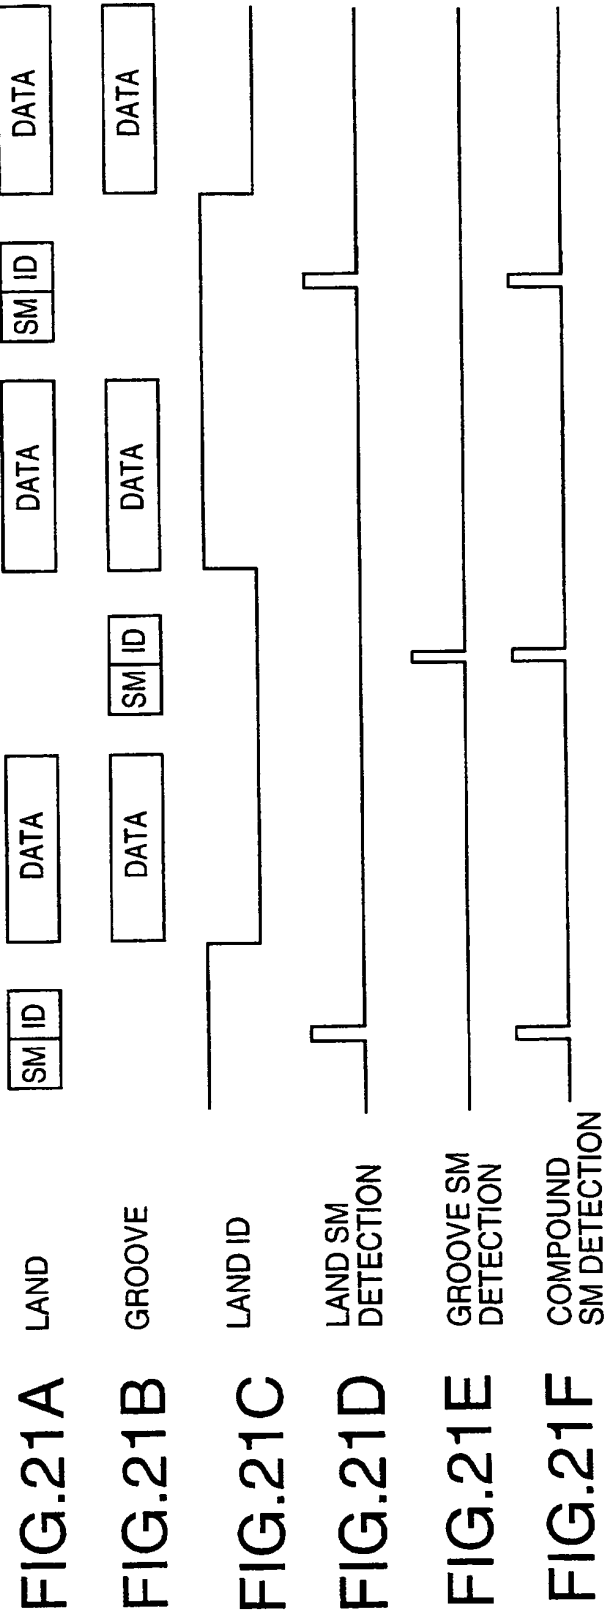 FIG.21A LAND SM ID DATA DATA SM ID DATA
FIG.21B GROOVE DATA SM ID DATA DATA
FIG.21C LAND ID
FIG.21D LAND SM
DETECTION
FIG.21E GROOVE SM
DETECTION
FIG.21F COMPOUND
SM DETECTION